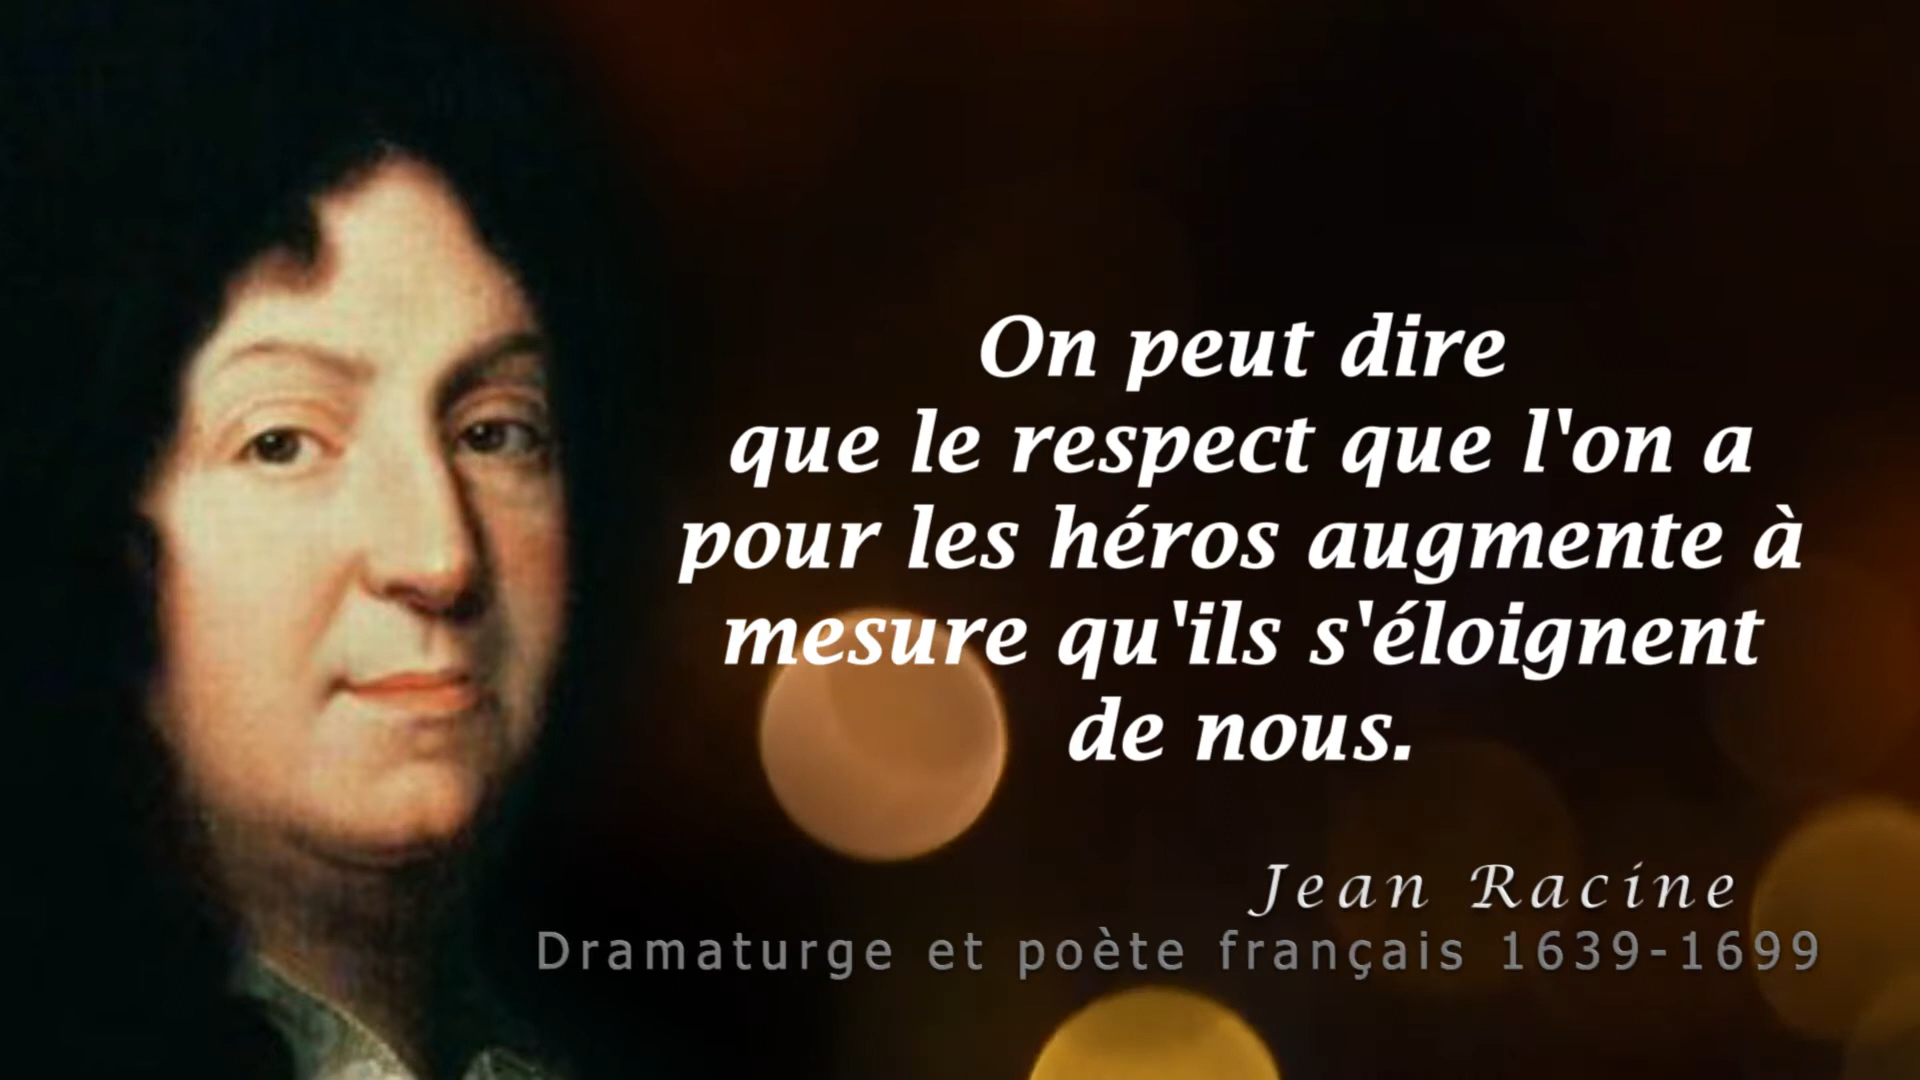 On peut dire
que le respect que l'on a
pour les héros augmente à
mesure qu'ils s'éloignent
de nous.
Jean Racine
Dramaturge et poète français 1639-1699